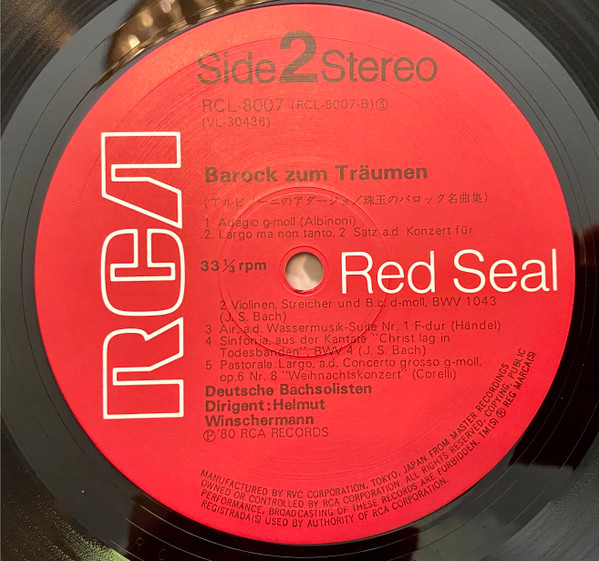 Side 2 Stereo
RCL-8007 (RCL-8007-B)Ⓢ
(VL-30436)
Barock zum Träumen
(アルビノーニのアダージョ/珠玉のバロック名曲集)
1 Adagio g-moll (Albinoni)
2. Largo ma non tanto, 2 Satz a.d Konzert für
33 1/3 rpm
RCA
Red Seal
2 Violinen, Streicher und B.c. d-moll, BWV 1043
(J. S. Bach)
3 Air, a.d. Wassermusik-Suite Nr. 1 F-dur (Händel)
4 Sinfonia, aus der Kantate "Christ lag in
Todesbanden", BWV 4 (J. S. Bach)
5 Pastorale: Largo, a.d. Concerto grosso g-moll,
op.6 Nr. 8 "Weihnachtskonzert" (Corelli)
Deutsche Bachsolisten
Dirigent: Helmut
Winschermann
Ⓟ'80 RCA RECORDS
MANUFACTURED BY RVC CORPORATION, TOKYO, JAPAN FROM MASTER RECORDINGS
OWNED OR CONTROLLED BY RCA CORPORATION. ALL RIGHTS RESERVED, COPYING, PUBLIC
PERFORMANCE, BROADCASTING OF THESE RECORDS ARE FORBIDDEN, TM(S) ® REG MARCA(S)
REGISTRADA(S) USED BY AUTHORITY OF RCA CORPORATION.